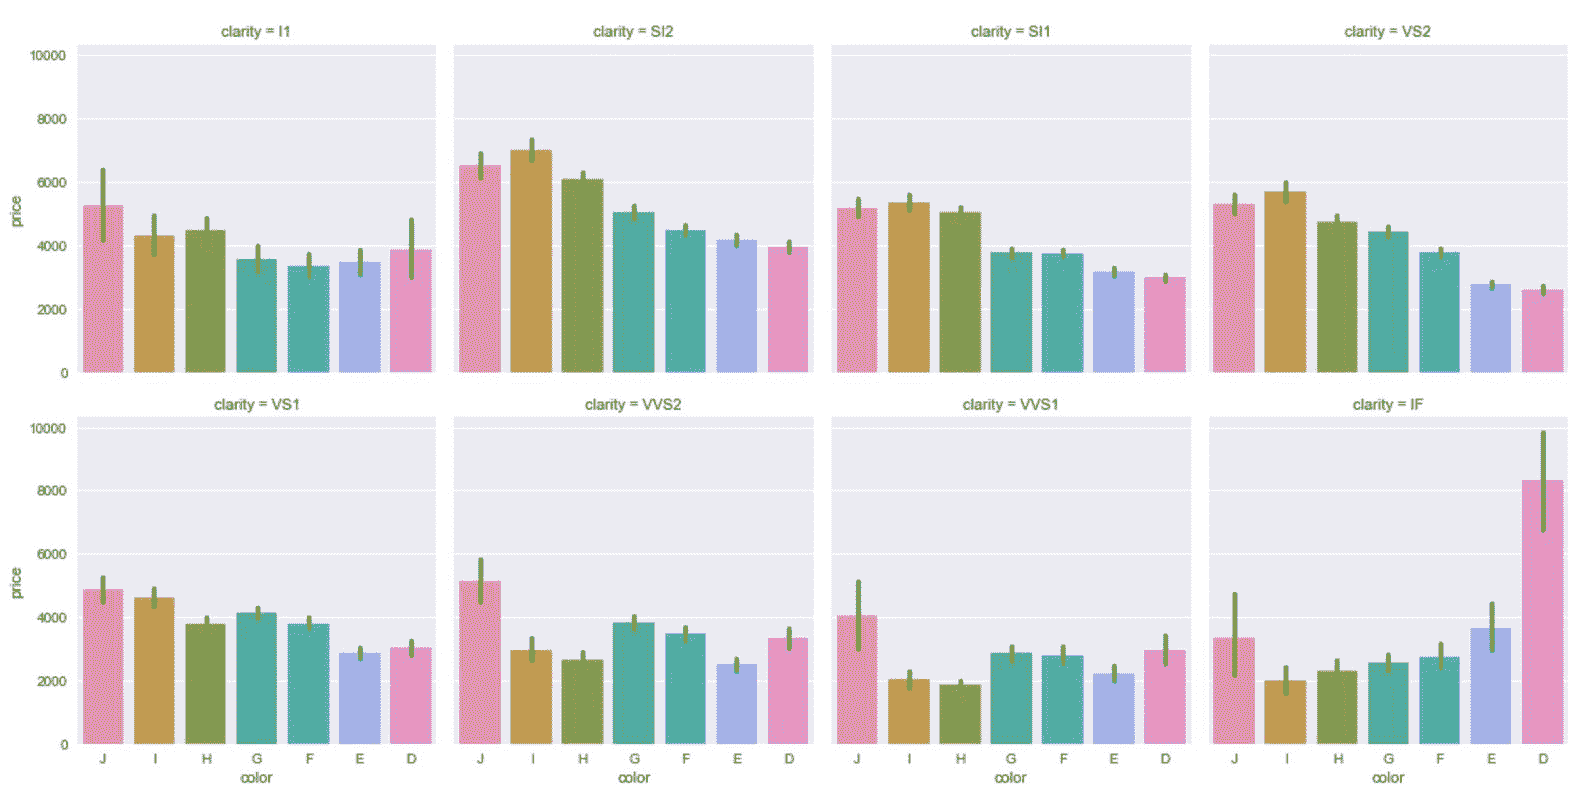 clarity = I1
clarity = SI2
clarity = SI1
clarity = VS2
price
10000
8000
6000
4000
2000
0
clarity = VS1
clarity = VVS2
clarity = VVS1
clarity = IF
price
10000
8000
6000
4000
2000
0
J I H G F E D
J I H G F E D
J I H G F E D
J I H G F E D
color
color
color
color